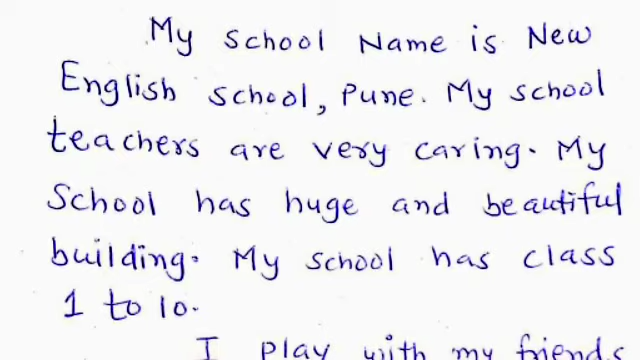 My school Name is New
English school, Pune. My school
teachers are very caring. My
School has huge and beautiful
building. My school has class
1 to 10.
I play with my friends